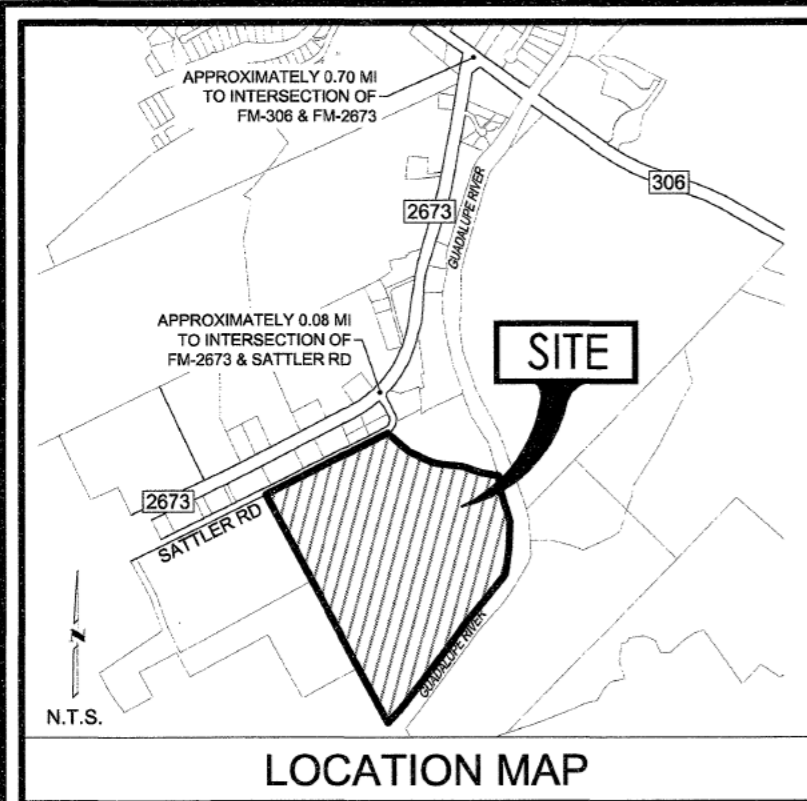 APPROXIMATELY 0.70 MI
TO INTERSECTION OF
FM-306 & FM-2673
306
2673
GUADALUPE RIVER
APPROXIMATELY 0.08 MI
TO INTERSECTION OF
FM-2673 & SATTLER RD
SITE
2673
SATTLER RD
GUADALUPE RIVER
N
N.T.S.
LOCATION MAP